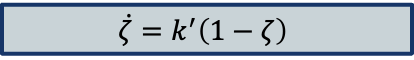 ζ̇ = k′(1 − ζ)